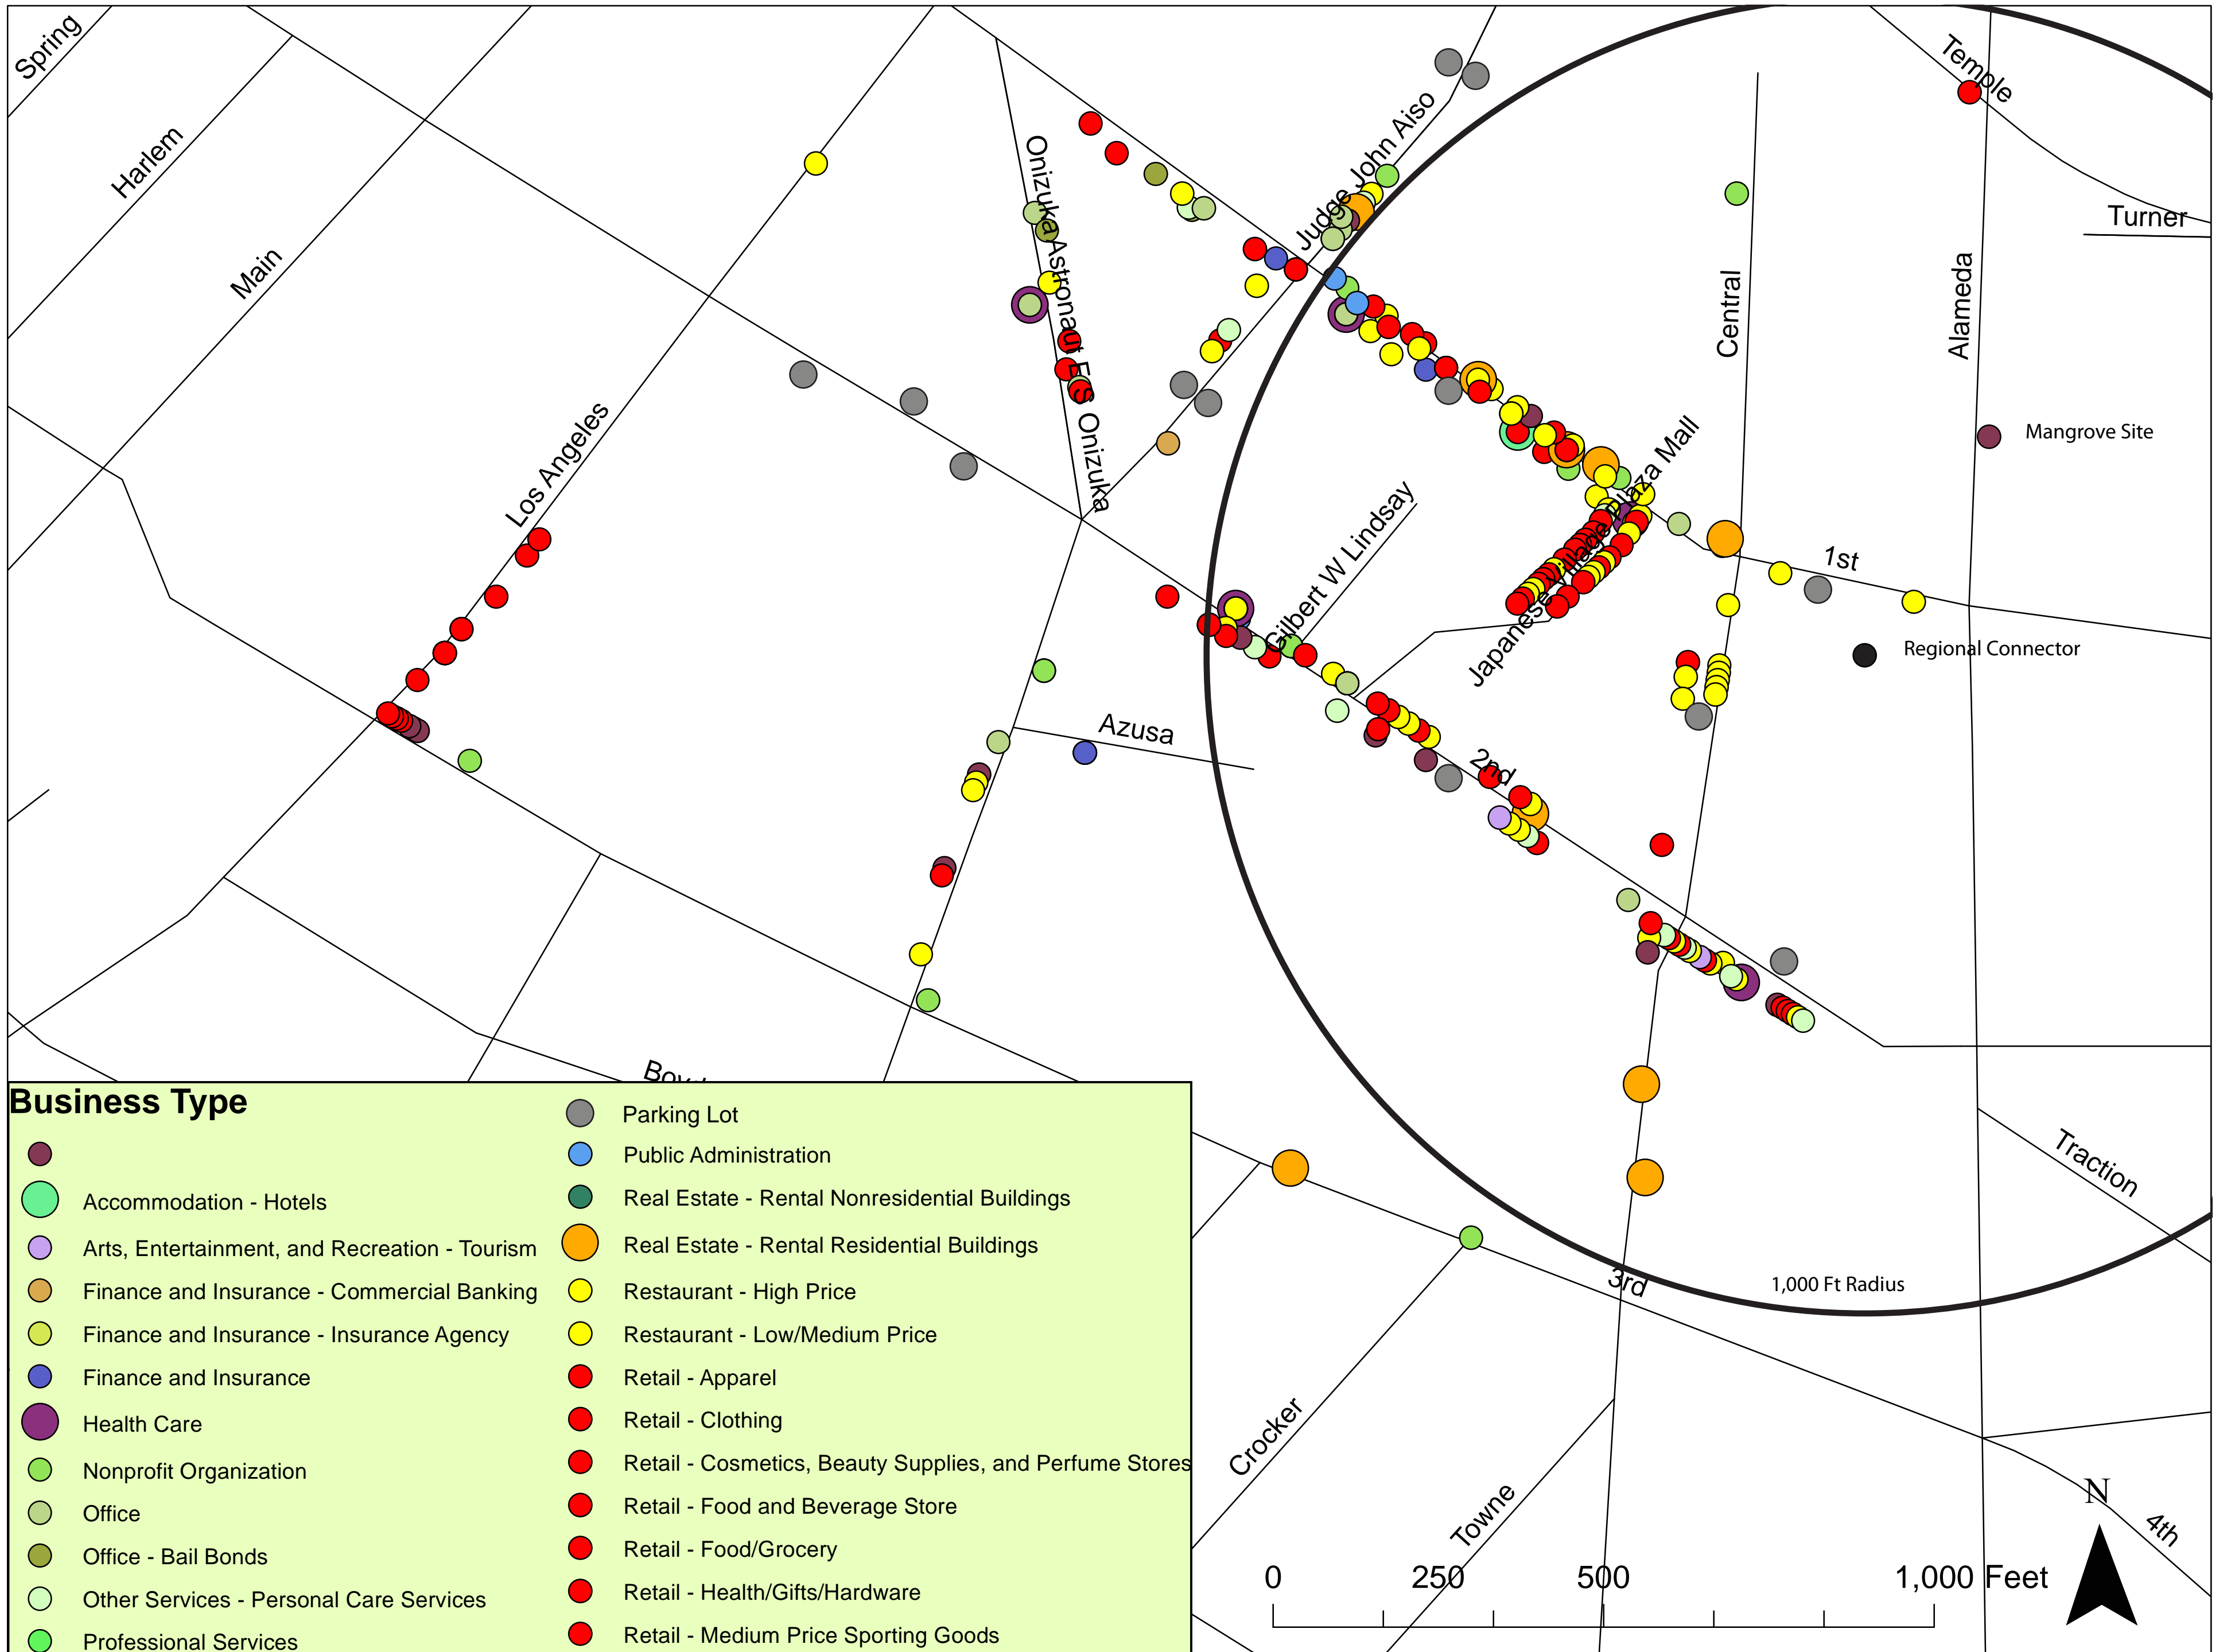 Spring
Harlem
Main
Los Angeles
Onizuka Astronaut E S Onizuka
Judge John Aiso
Temple
Turner
Central
Alameda
Mangrove Site
Japanese Village Plaza Mall
1st
Gilbert W Lindsay
Regional Connector
Azusa
2nd
Traction
3rd
1,000 Ft Radius
Crocker
Towne
4th
N
0 250 500 1,000 Feet
Business Type
Accommodation - Hotels
Arts, Entertainment, and Recreation - Tourism
Finance and Insurance - Commercial Banking
Finance and Insurance - Insurance Agency
Finance and Insurance
Health Care
Nonprofit Organization
Office
Office - Bail Bonds
Other Services - Personal Care Services
Professional Services
Parking Lot
Public Administration
Real Estate - Rental Nonresidential Buildings
Real Estate - Rental Residential Buildings
Restaurant - High Price
Restaurant - Low/Medium Price
Retail - Apparel
Retail - Clothing
Retail - Cosmetics, Beauty Supplies, and Perfume Stores
Retail - Food and Beverage Store
Retail - Food/Grocery
Retail - Health/Gifts/Hardware
Retail - Medium Price Sporting Goods